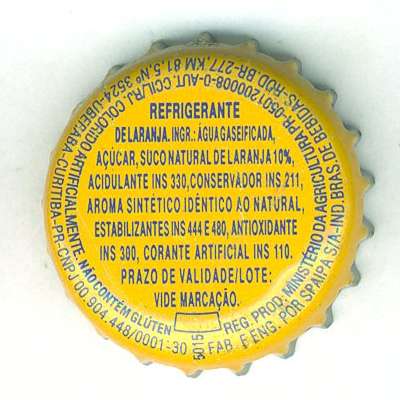 REFRIGERANTE
DE LARANJA. INGR.: ÁGUA GASEIFICADA,
AÇÚCAR, SUCO NATURAL DE LARANJA 10%,
ACIDULANTE INS 330, CONSERVADOR INS 211,
AROMA SINTÉTICO IDÊNTICO AO NATURAL,
ESTABILIZANTES INS 444 E 480, ANTIOXIDANTE
INS 300, CORANTE ARTIFICIAL INS 110.
PRAZO DE VALIDADE/LOTE:
VIDE MARCAÇÃO.
NÃO CONTÉM GLÚTEN
COLORIDO ARTIFICIALMENTE.
REG. PROD. MINISTÉRIO DA AGRICULTURA PR-0501200008-0-AUT. CCIL/RJ.
FAB. E ENG. POR SPAIPA S/A-IND. BRAS. DE BEBIDAS-ROD. BR-277, KM 81,5, Nº 3524-UBERABA-CURITIBA-PR-CNPJ 00.904.448/0001-30
5015